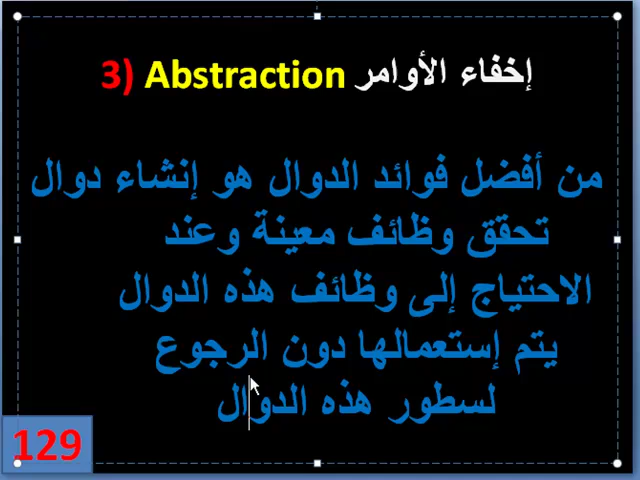 3) Abstraction إخفاء الأوامر
من أفضل فوائد الدوال هو إنشاء دوال
تحقق وظائف معينة وعند
الاحتياج إلى وظائف هذه الدوال
يتم إستعمالها دون الرجوع
لسطور هذه الدوال
129